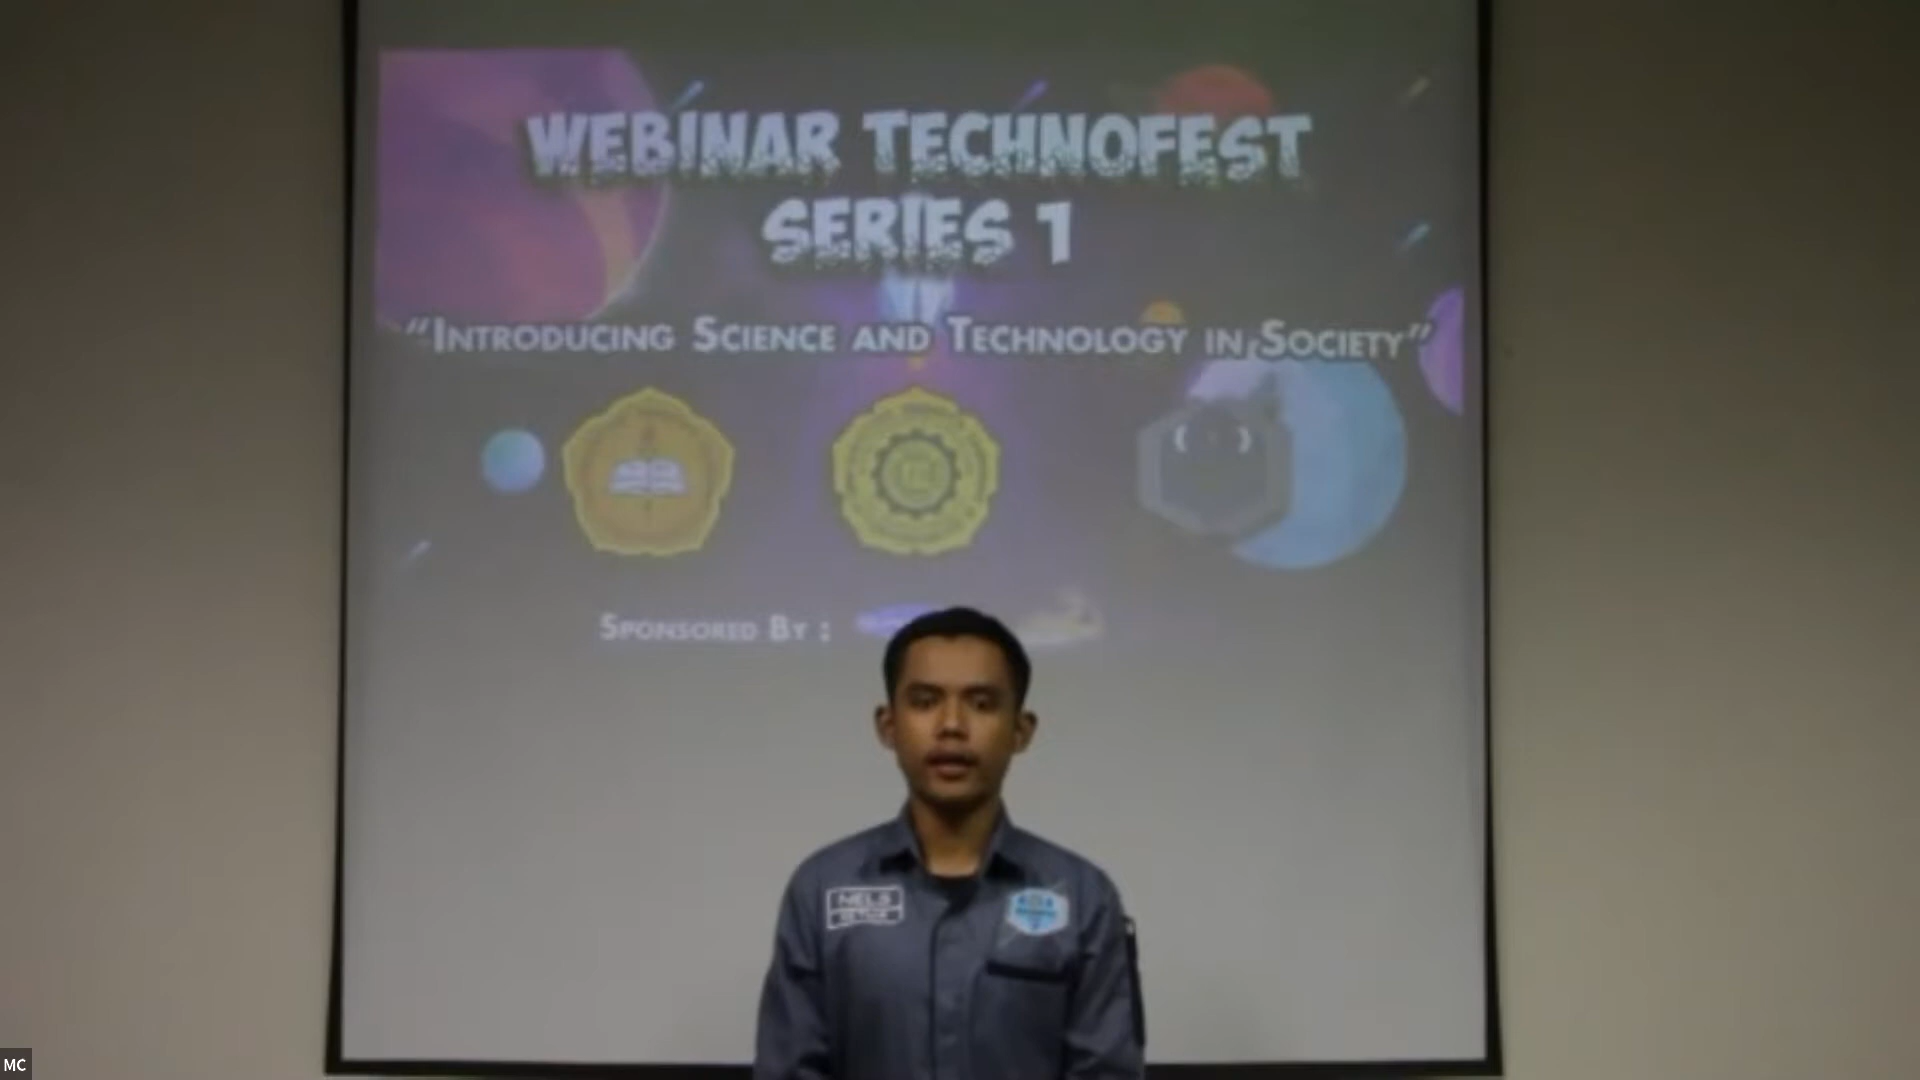 WEBINAR TECHNOFEST
SERIES 1
"INTRODUCING SCIENCE AND TECHNOLOGY IN SOCIETY"
SPONSORED BY :
MC